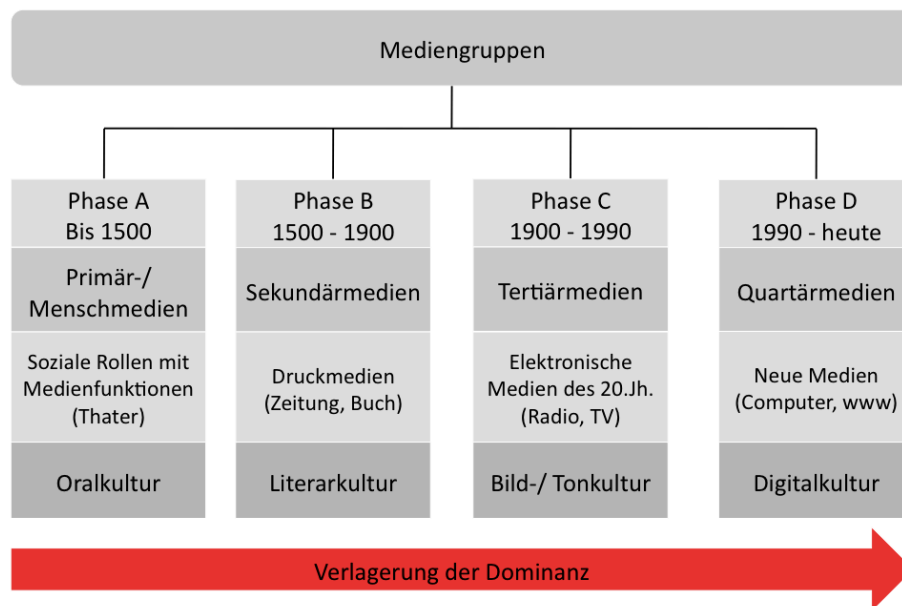 Mediengruppen
Phase A
Bis 1500
Primär-/
Menschmedien
Soziale Rollen mit
Medienfunktionen
(Thater)
Oralkultur
Phase B
1500 - 1900
Sekundärmedien
Druckmedien
(Zeitung, Buch)
Literarkultur
Phase C
1900 - 1990
Tertiärmedien
Elektronische
Medien des 20.Jh.
(Radio, TV)
Bild-/ Tonkultur
Phase D
1990 - heute
Quartärmedien
Neue Medien
(Computer, www)
Digitalkultur
Verlagerung der Dominanz